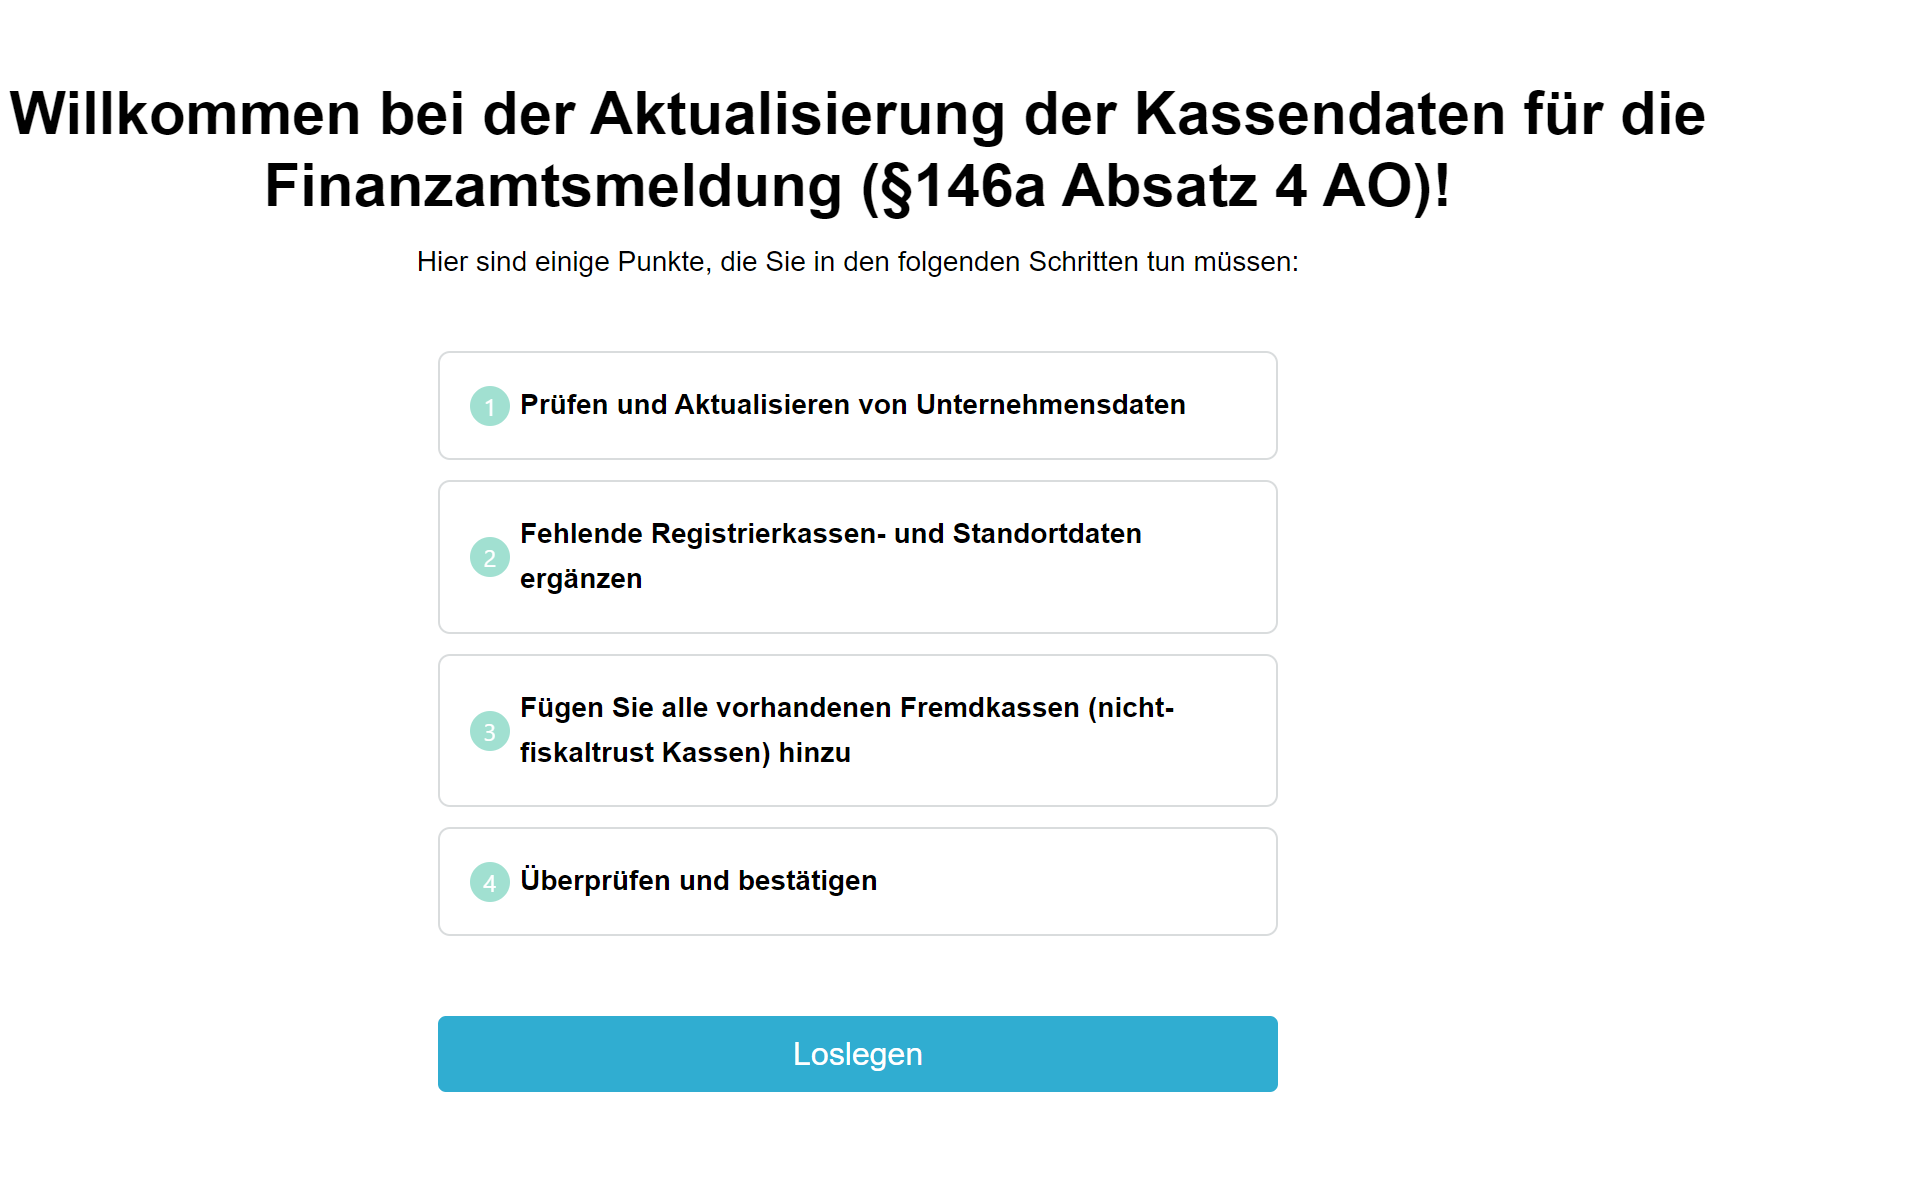 Willkommen bei der Aktualisierung der Kassendaten für die
Finanzamtsmeldung (§146a Absatz 4 AO)!
Hier sind einige Punkte, die Sie in den folgenden Schritten tun müssen:
1 Prüfen und Aktualisieren von Unternehmensdaten
2 Fehlende Registrierkassen- und Standortdaten
ergänzen
3 Fügen Sie alle vorhandenen Fremdkassen (nicht-
fiskaltrust Kassen) hinzu
4 Überprüfen und bestätigen
Loslegen